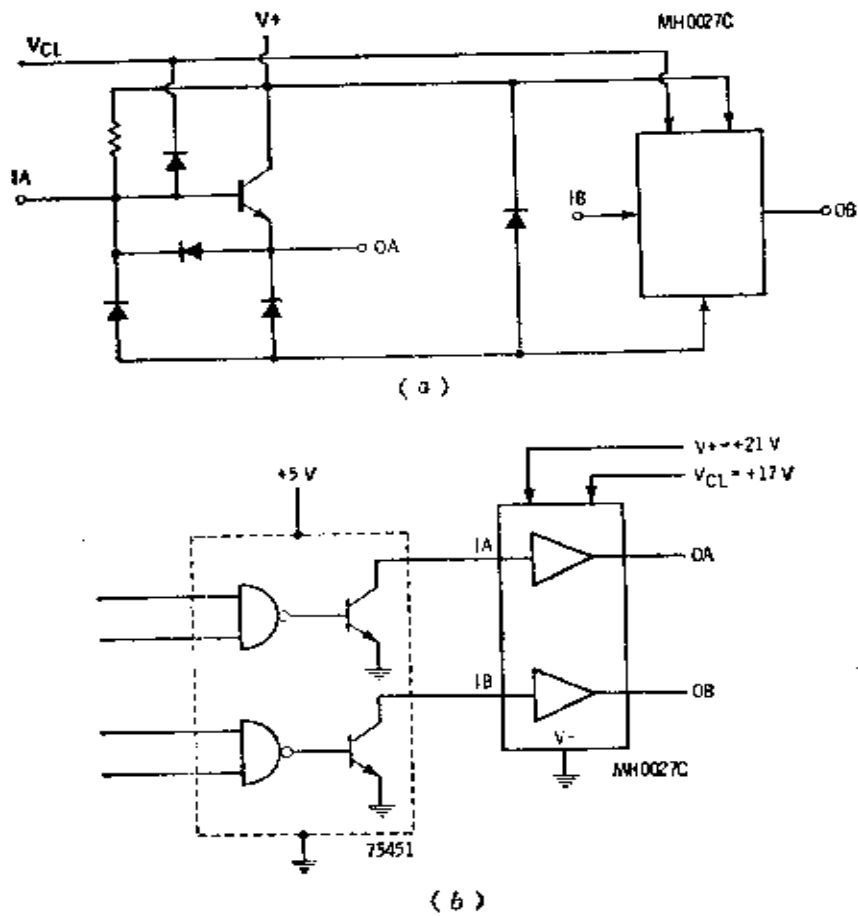 V+
MH0027C
VCL
IA
IB
OB
OA
(a)
V+=+21 V
VCL = +17 V
+5 V
IA
OA
IB
OB
V-
MH0027C
75451
(b)